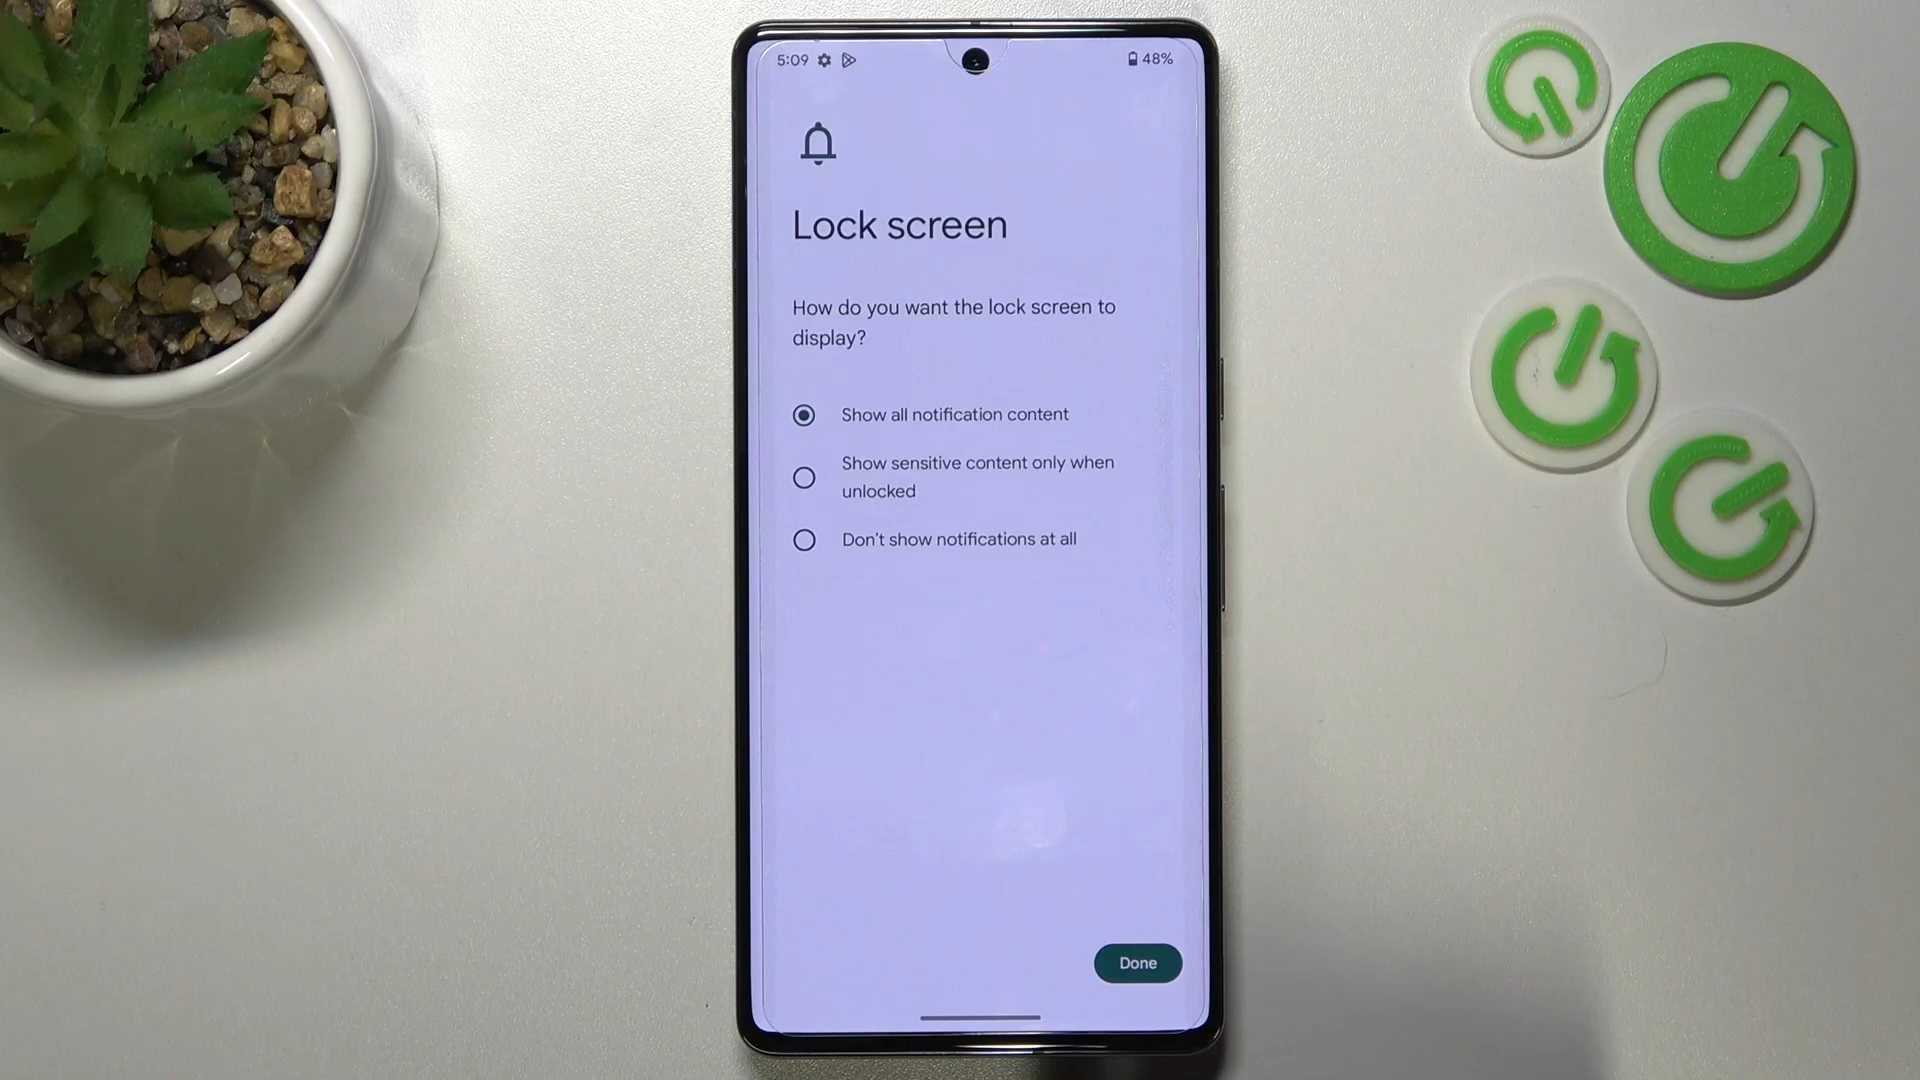 5:09 48%
Lock screen
How do you want the lock screen to
display?
Show all notification content
Show sensitive content only when
unlocked
Don't show notifications at all
Done